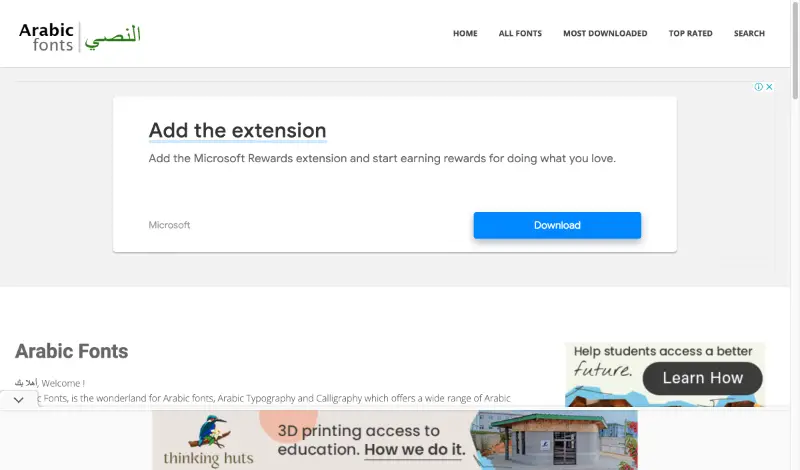 Arabic
fonts
النصي
HOME
ALL FONTS
MOST DOWNLOADED
TOP RATED
SEARCH
Add the extension
Add the Microsoft Rewards extension and start earning rewards for doing what you love.
Microsoft
Download
Arabic Fonts
أهلا بك, Welcome !
c Fonts, is the wonderland for Arabic fonts, Arabic Typography and Calligraphy which offers a wide range of Arabic
Help students access a better
future.
Learn How
thinking huts
3D printing access to
education. How we do it.